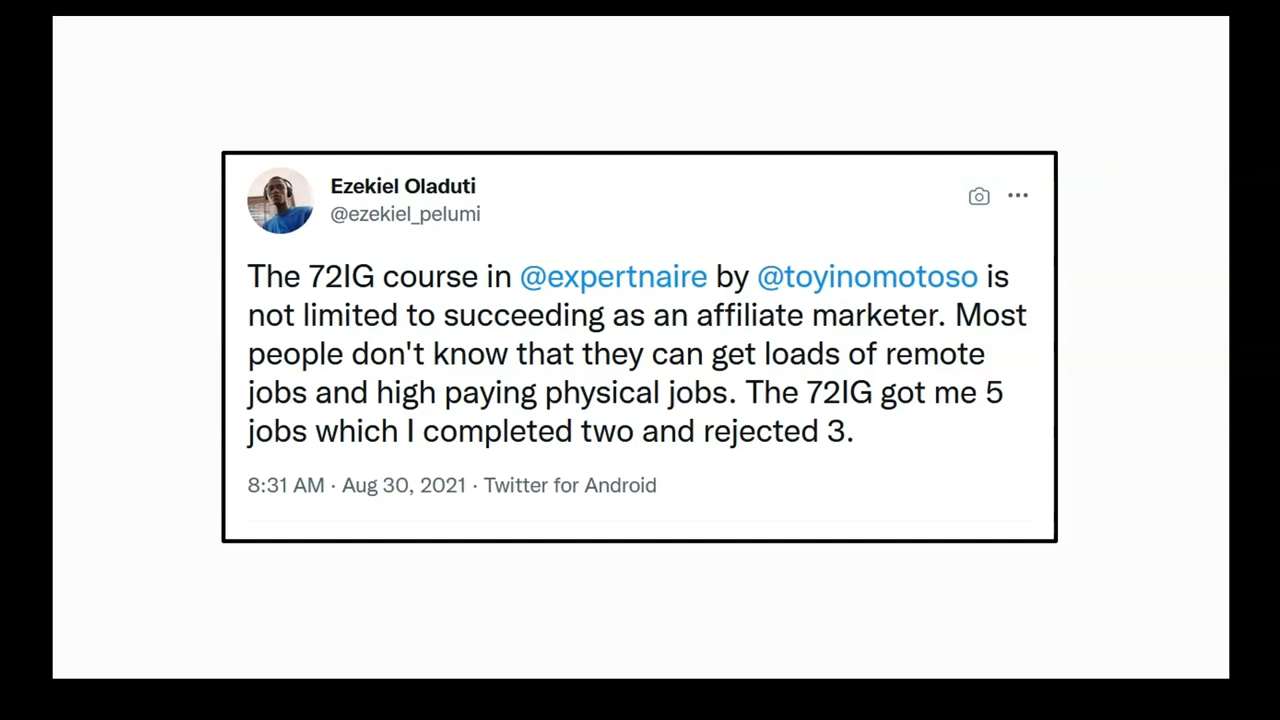 Ezekiel Oladuti
@ezekiel_pelumi
The 72IG course in @expertnaire by @toyinomotoso is
not limited to succeeding as an affiliate marketer. Most
people don't know that they can get loads of remote
jobs and high paying physical jobs. The 72IG got me 5
jobs which I completed two and rejected 3.
8:31 AM · Aug 30, 2021 · Twitter for Android